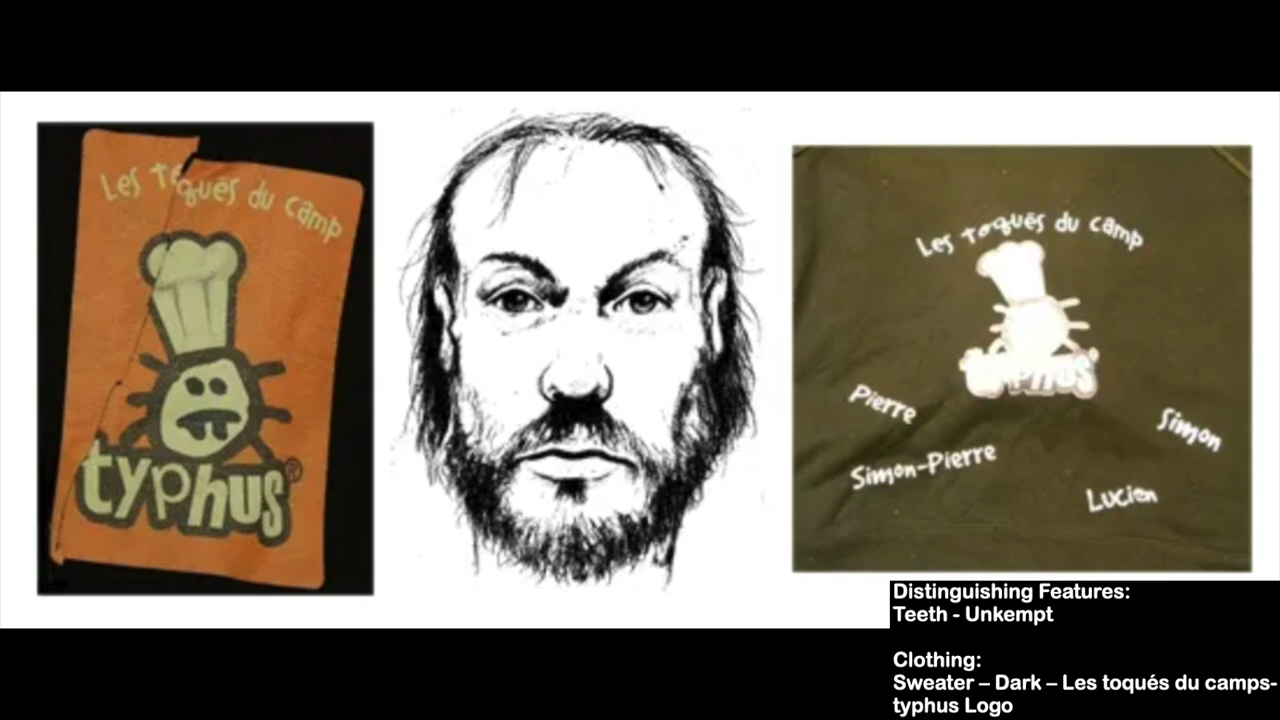 Les toqués du camp
typhus®
Les toqués du camp
typhus®
Pierre
Simon
Simon-Pierre
Lucien
Distinguishing Features:
Teeth - Unkempt
Clothing:
Sweater – Dark – Les toqués du camps-
typhus Logo